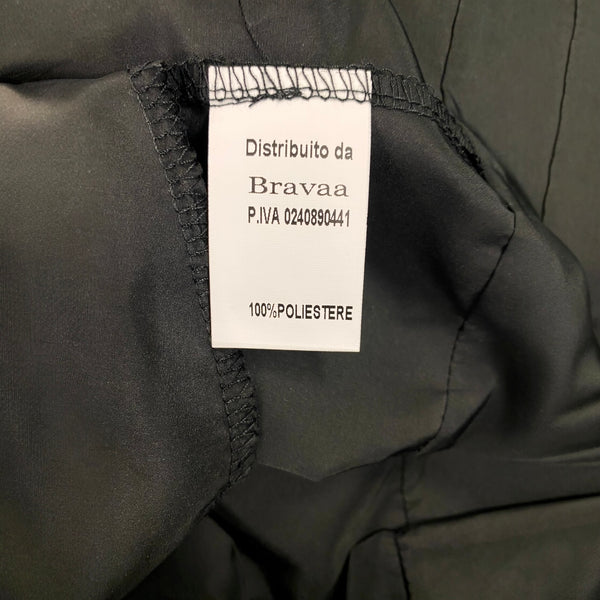 Distribuito da
Bravaa
P.IVA 0240890441
100%POLIESTERE